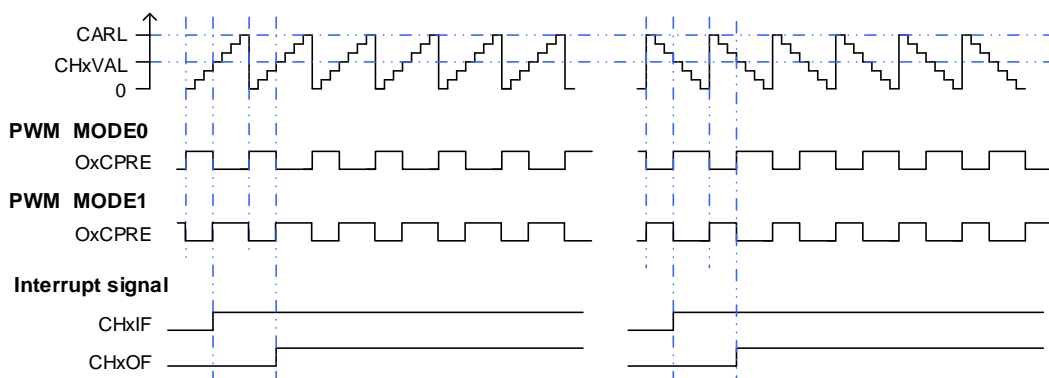 CARL
CHxVAL
0
PWM MODE0
OxCPRE
PWM MODE1
OxCPRE
Interrupt signal
CHxIF
CHxOF